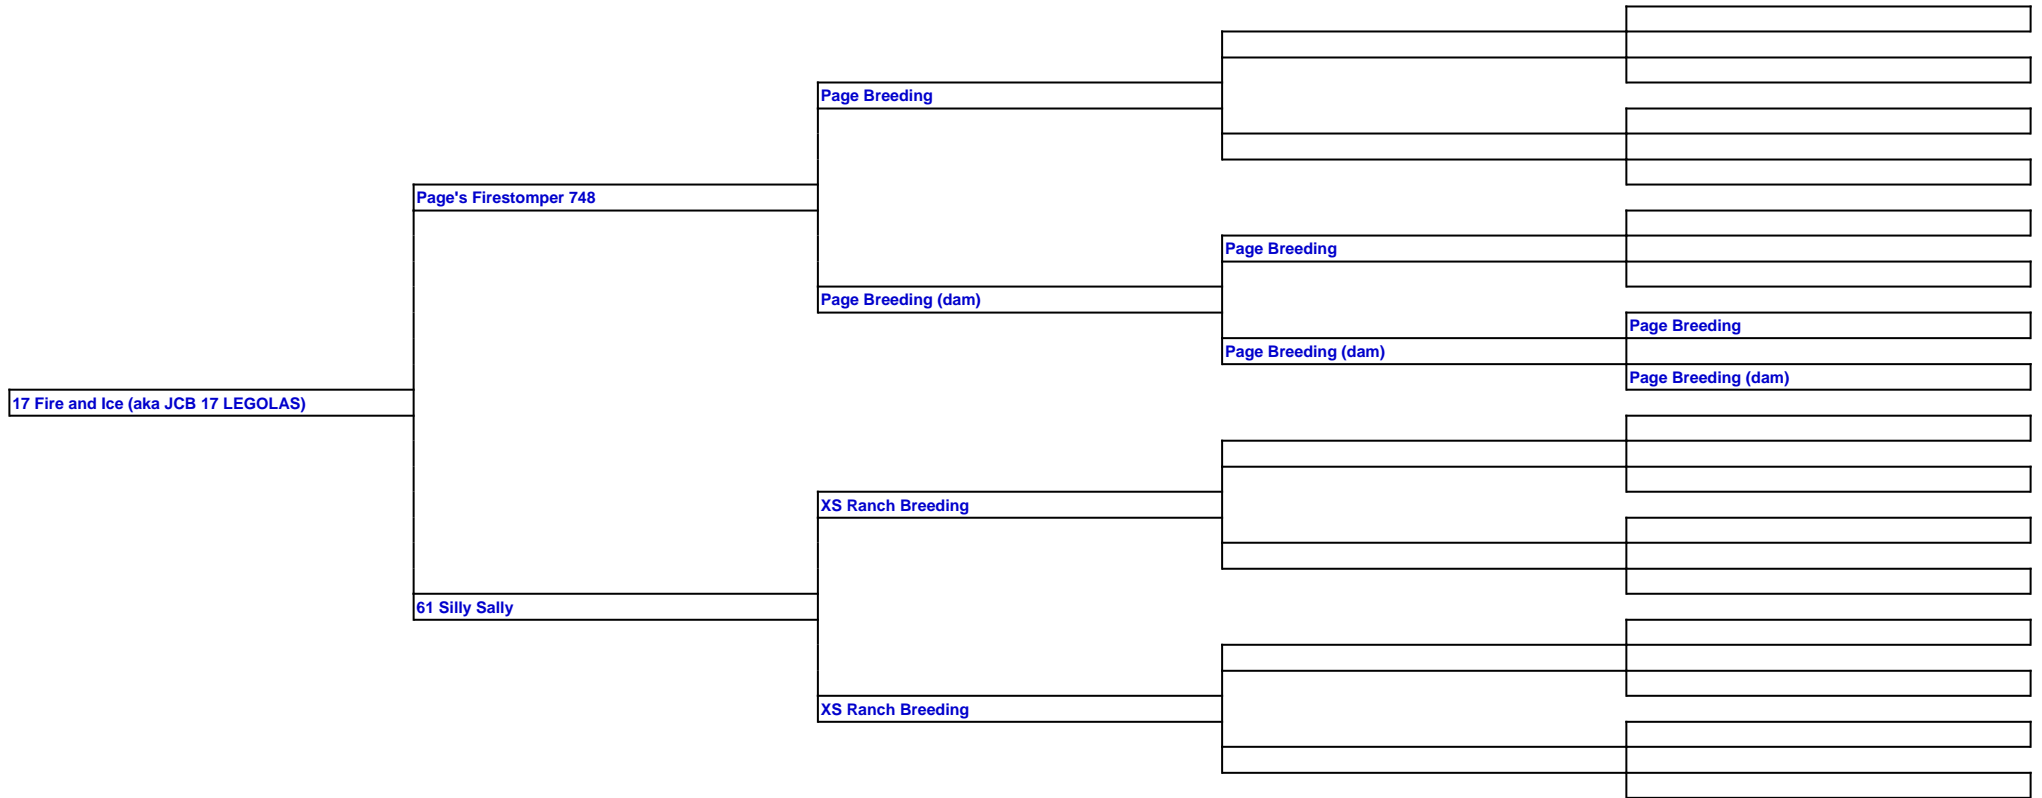 Page Breeding
Page's Firestomper 748
Page Breeding
Page Breeding (dam)
Page Breeding
Page Breeding (dam)
Page Breeding (dam)
17 Fire and Ice (aka JCB 17 LEGOLAS)
XS Ranch Breeding
61 Silly Sally
XS Ranch Breeding